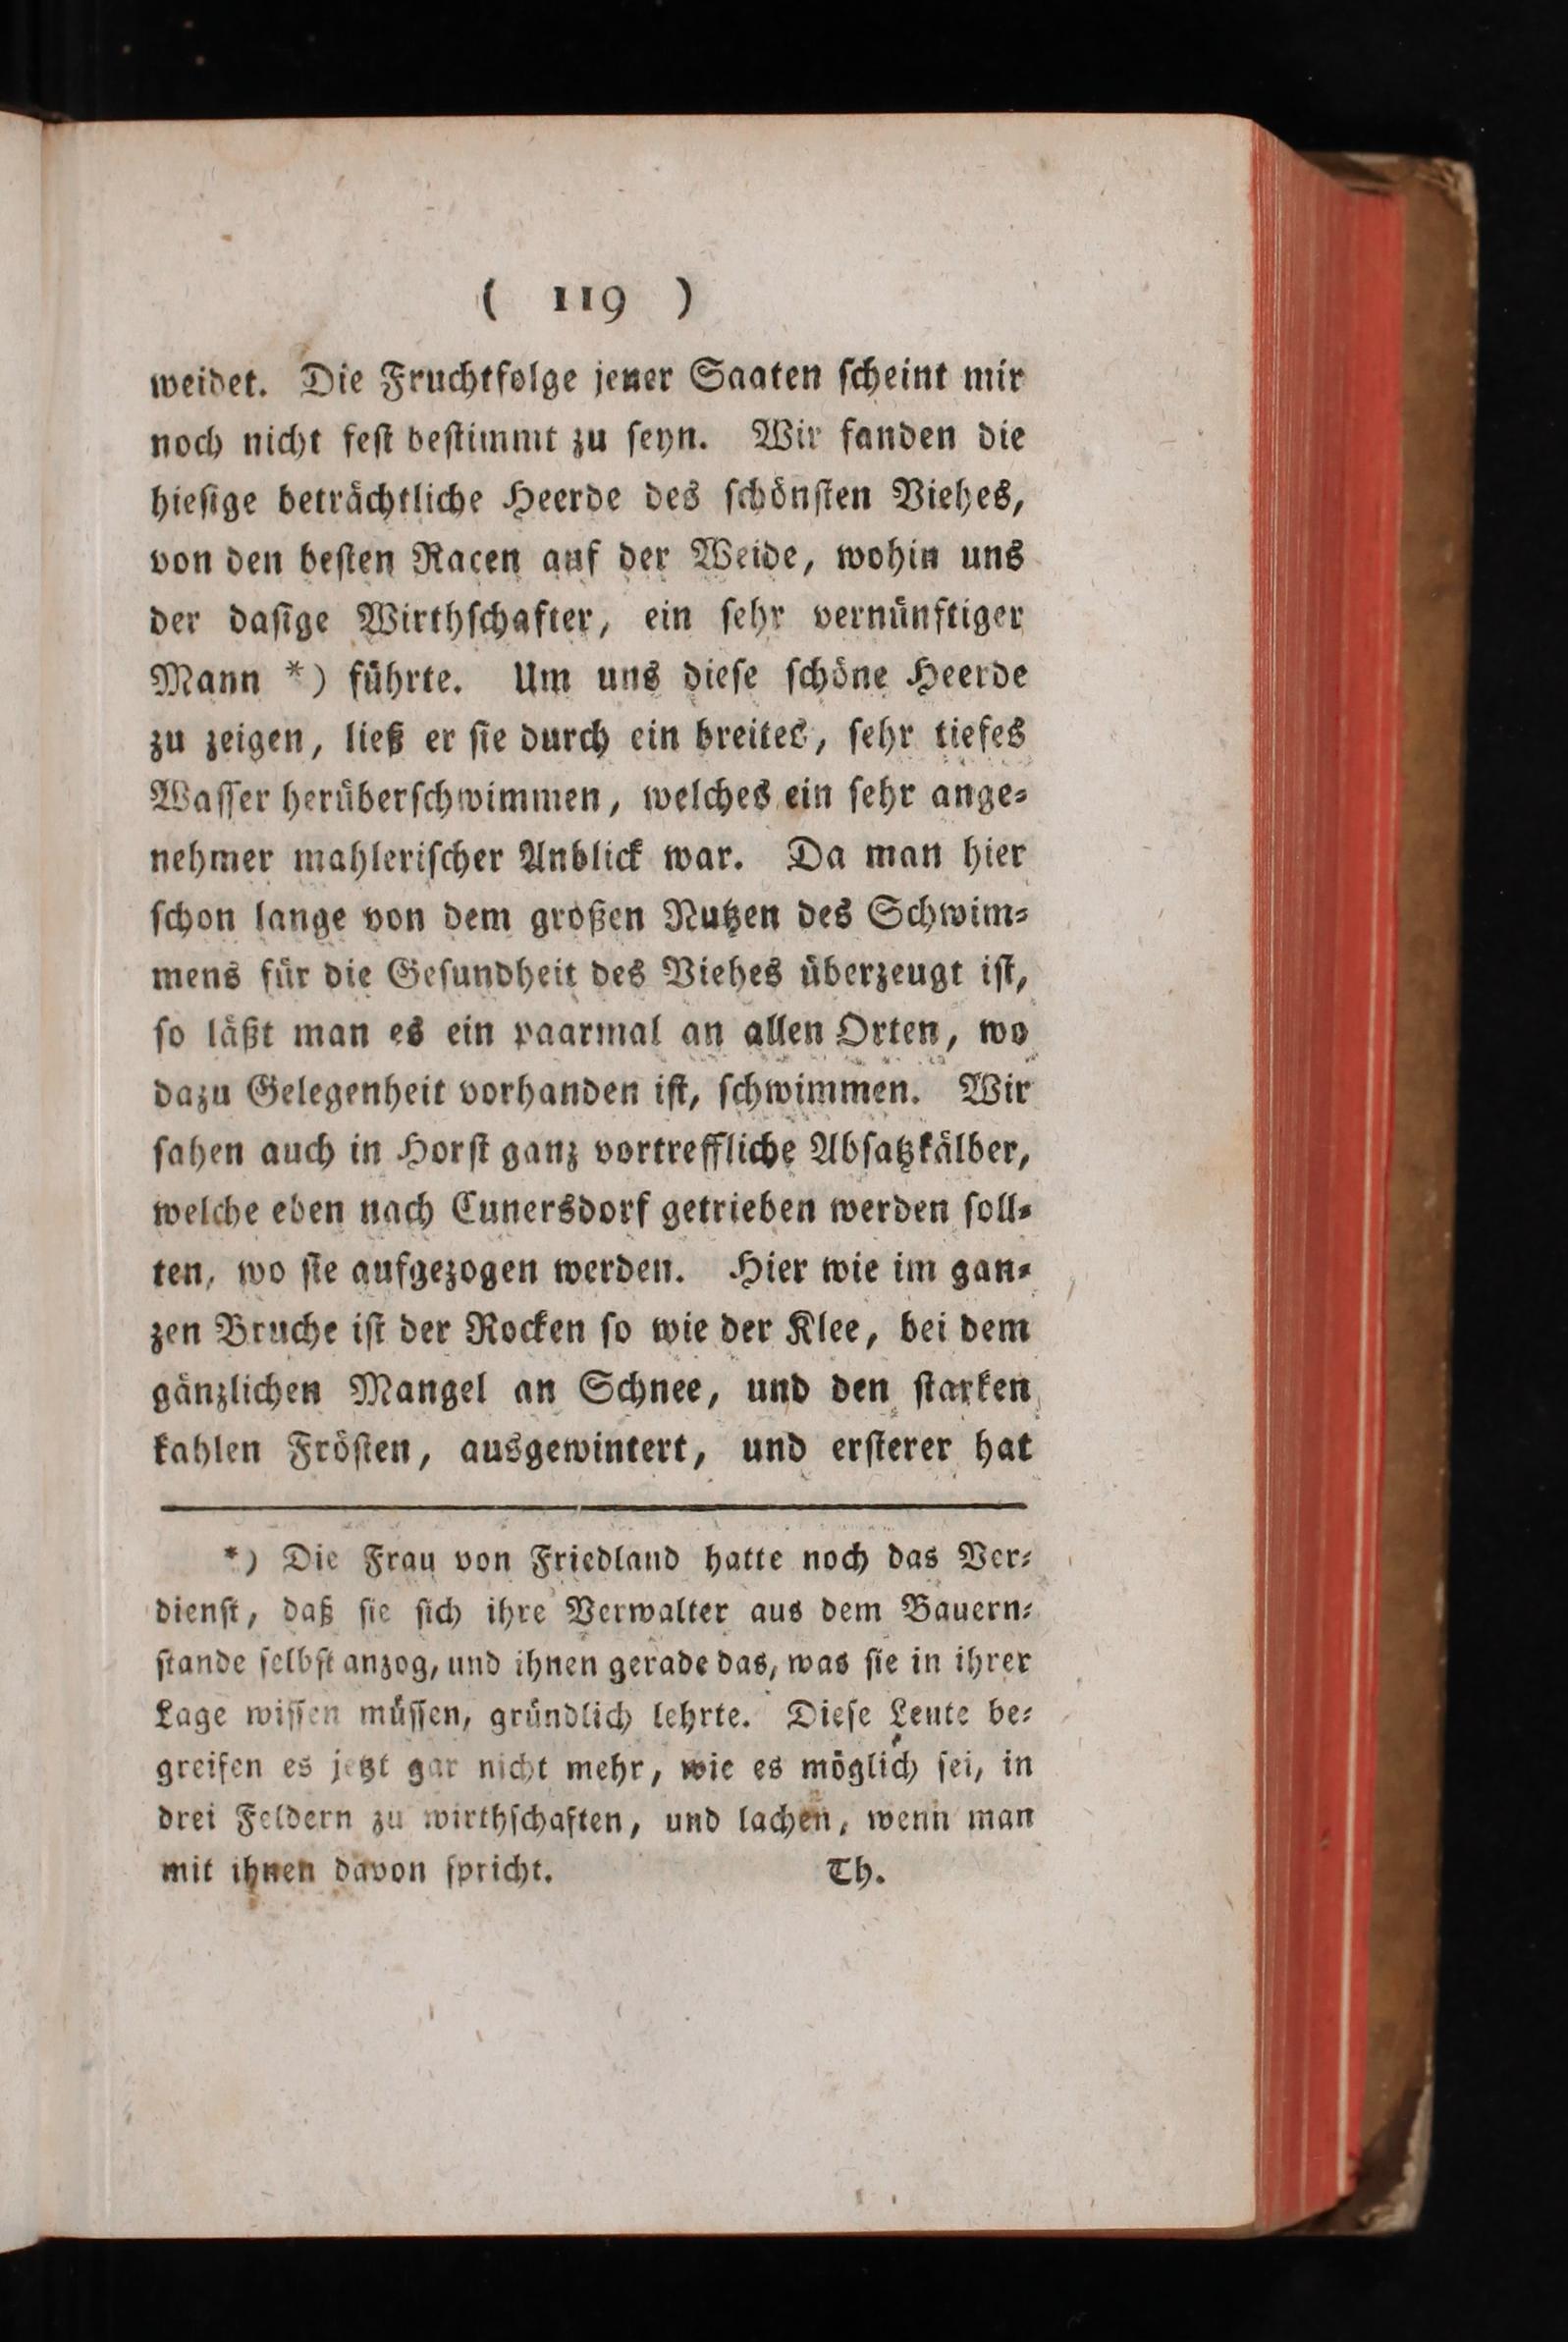 ( 119 )
weidet. Die Fruchtfolge jener Saaten ſcheint mir
noch nicht feſt beſtimmt zu ſeyn. Wir fanden die
hieſige beträchtliche Heerde des ſchönſten Viehes,
von den beſten Racen auf der Weide, wohin uns
der daſige Wirthſchafter, ein ſehr vernünftiger
Mann *) führte. Um uns dieſe ſchöne Heerde
zu zeigen, ließ er ſie durch ein breites, ſehr tiefes
Waſſer herüberſchwimmen, welches ein ſehr ange⸗
nehmer mahleriſcher Anblick war. Da man hier
ſchon lange von dem großen Nutzen des Schwim⸗
mens für die Geſundheit des Viehes überzeugt iſt,
ſo läßt man es ein paarmal an allen Orten, wo
dazu Gelegenheit vorhanden iſt, ſchwimmen. Wir
ſahen auch in Horſt ganz vortreffliche Abſatzkälber,
welche eben nach Cunersdorf getrieben werden ſoll⸗
ten, wo ſie aufgezogen werden. Hier wie im gan⸗
zen Bruche iſt der Rocken ſo wie der Klee, bei dem
gänzlichen Mangel an Schnee, und den ſtarken
kahlen Fröſten, ausgewintert, und erſterer hat
*) Die Frau von Friedland hatte noch das Ver⸗
dienſt, daß ſie ſich ihre Verwalter aus dem Bauern⸗
ſtande ſelbſt anzog, und ihnen gerade das, was ſie in ihrer
Lage wiſſen müſſen, gründlich lehrte. Dieſe Leute be⸗
greifen es jetzt gar nicht mehr, wie es möglich ſei, in
drei Feldern zu wirthſchaften, und lachen, wenn man
mit ihnen davon ſpricht. Th.